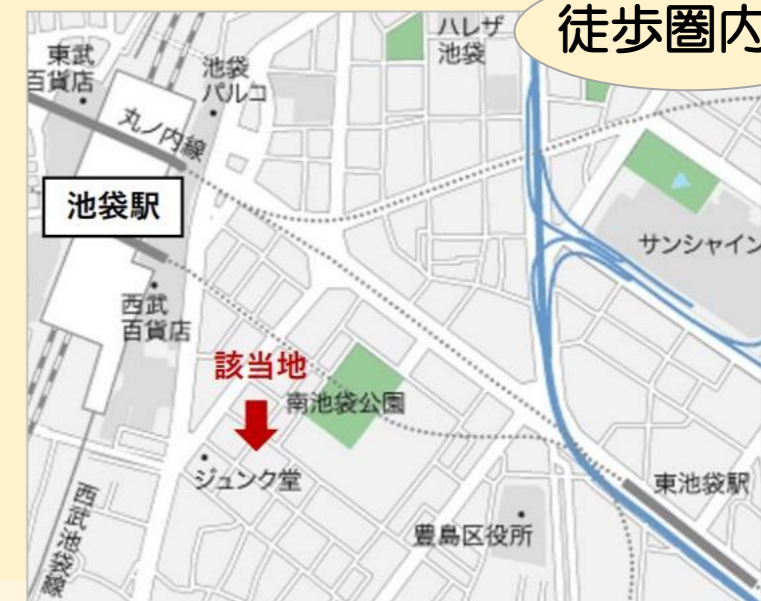 徒歩圏内
ハレザ
池袋
東武
百貨店
池袋
パルコ
丸ノ内線
池袋駅
サンシャイン
西武
百貨店
該当地
南池袋公園
ジュンク堂
東池袋駅
西武池袋線
豊島区役所